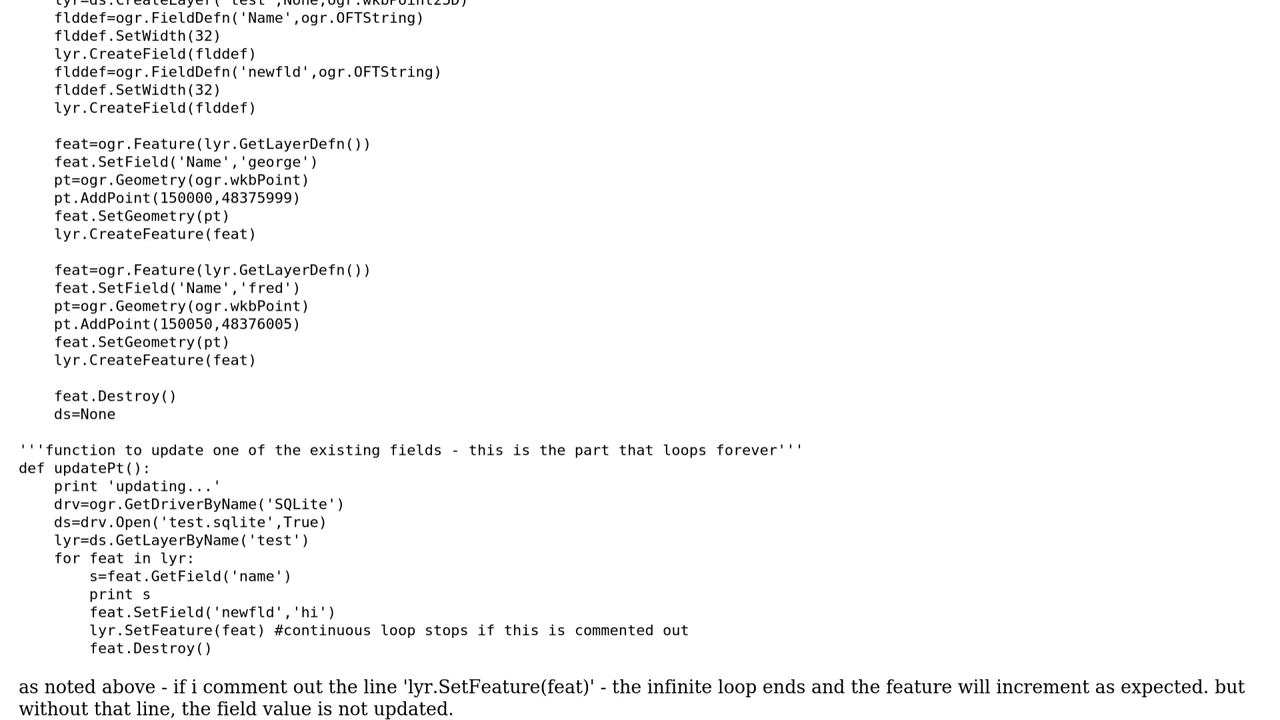 lyr=ds.CreateLayer('test',None,ogr.wkbPoint25D)
flddef=ogr.FieldDefn('Name',ogr.OFTString)
flddef.SetWidth(32)
lyr.CreateField(flddef)
flddef=ogr.FieldDefn('newfld',ogr.OFTString)
flddef.SetWidth(32)
lyr.CreateField(flddef)
feat=ogr.Feature(lyr.GetLayerDefn())
feat.SetField('Name','george')
pt=ogr.Geometry(ogr.wkbPoint)
pt.AddPoint(150000,48375999)
feat.SetGeometry(pt)
lyr.CreateFeature(feat)
feat=ogr.Feature(lyr.GetLayerDefn())
feat.SetField('Name','fred')
pt=ogr.Geometry(ogr.wkbPoint)
pt.AddPoint(150050,48376005)
feat.SetGeometry(pt)
lyr.CreateFeature(feat)
feat.Destroy()
ds=None
'''function to update one of the existing fields - this is the part that loops forever'''
def updatePt():
print 'updating...'
drv=ogr.GetDriverByName('SQLite')
ds=drv.Open('test.sqlite',True)
lyr=ds.GetLayerByName('test')
for feat in lyr:
s=feat.GetField('name')
print s
feat.SetField('newfld','hi')
lyr.SetFeature(feat) #continuous loop stops if this is commented out
feat.Destroy()
as noted above - if i comment out the line 'lyr.SetFeature(feat)' - the infinite loop ends and the feature will increment as expected. but
without that line, the field value is not updated.